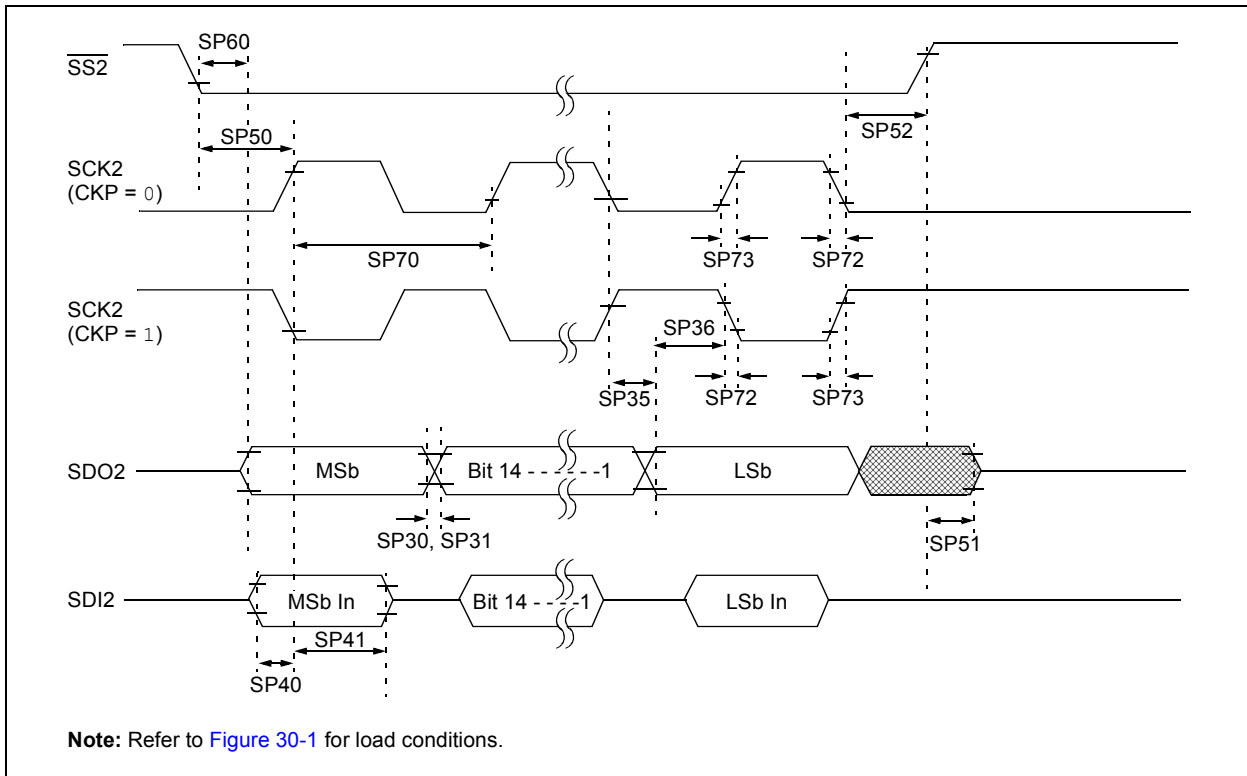 SP60
SS2
SP50
SP52
SCK2
(CKP = 0)
SP70
SP73
SP72
SCK2
(CKP = 1)
SP36
SP35
SP72
SP73
SDO2
MSb
Bit 14 - - - - - -1
LSb
SP30, SP31
SP51
SDI2
MSb In
Bit 14 - - - -1
LSb In
SP41
SP40
Note: Refer to Figure 30-1 for load conditions.